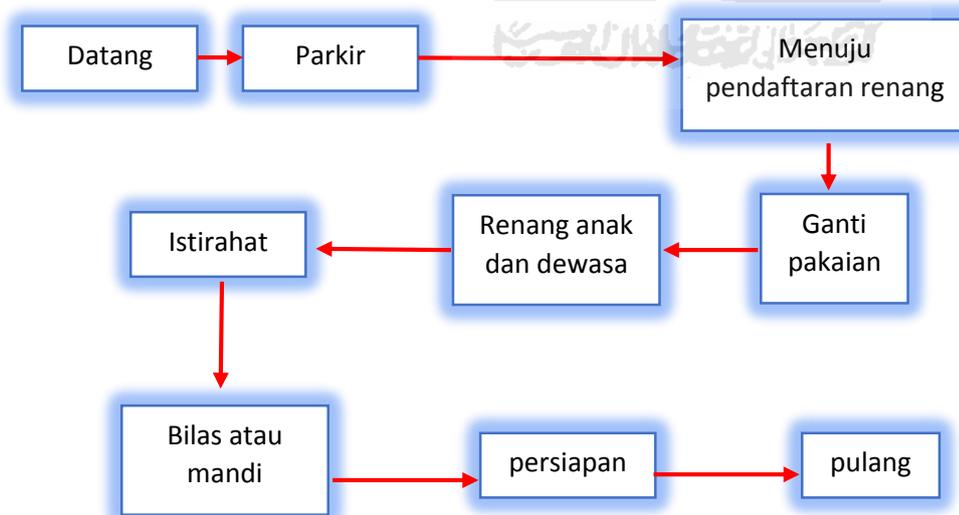 Datang
Parkir
Menuju
pendaftaran renang
Ganti
pakaian
Renang anak
dan dewasa
Istirahat
Bilas atau
mandi
persiapan
pulang